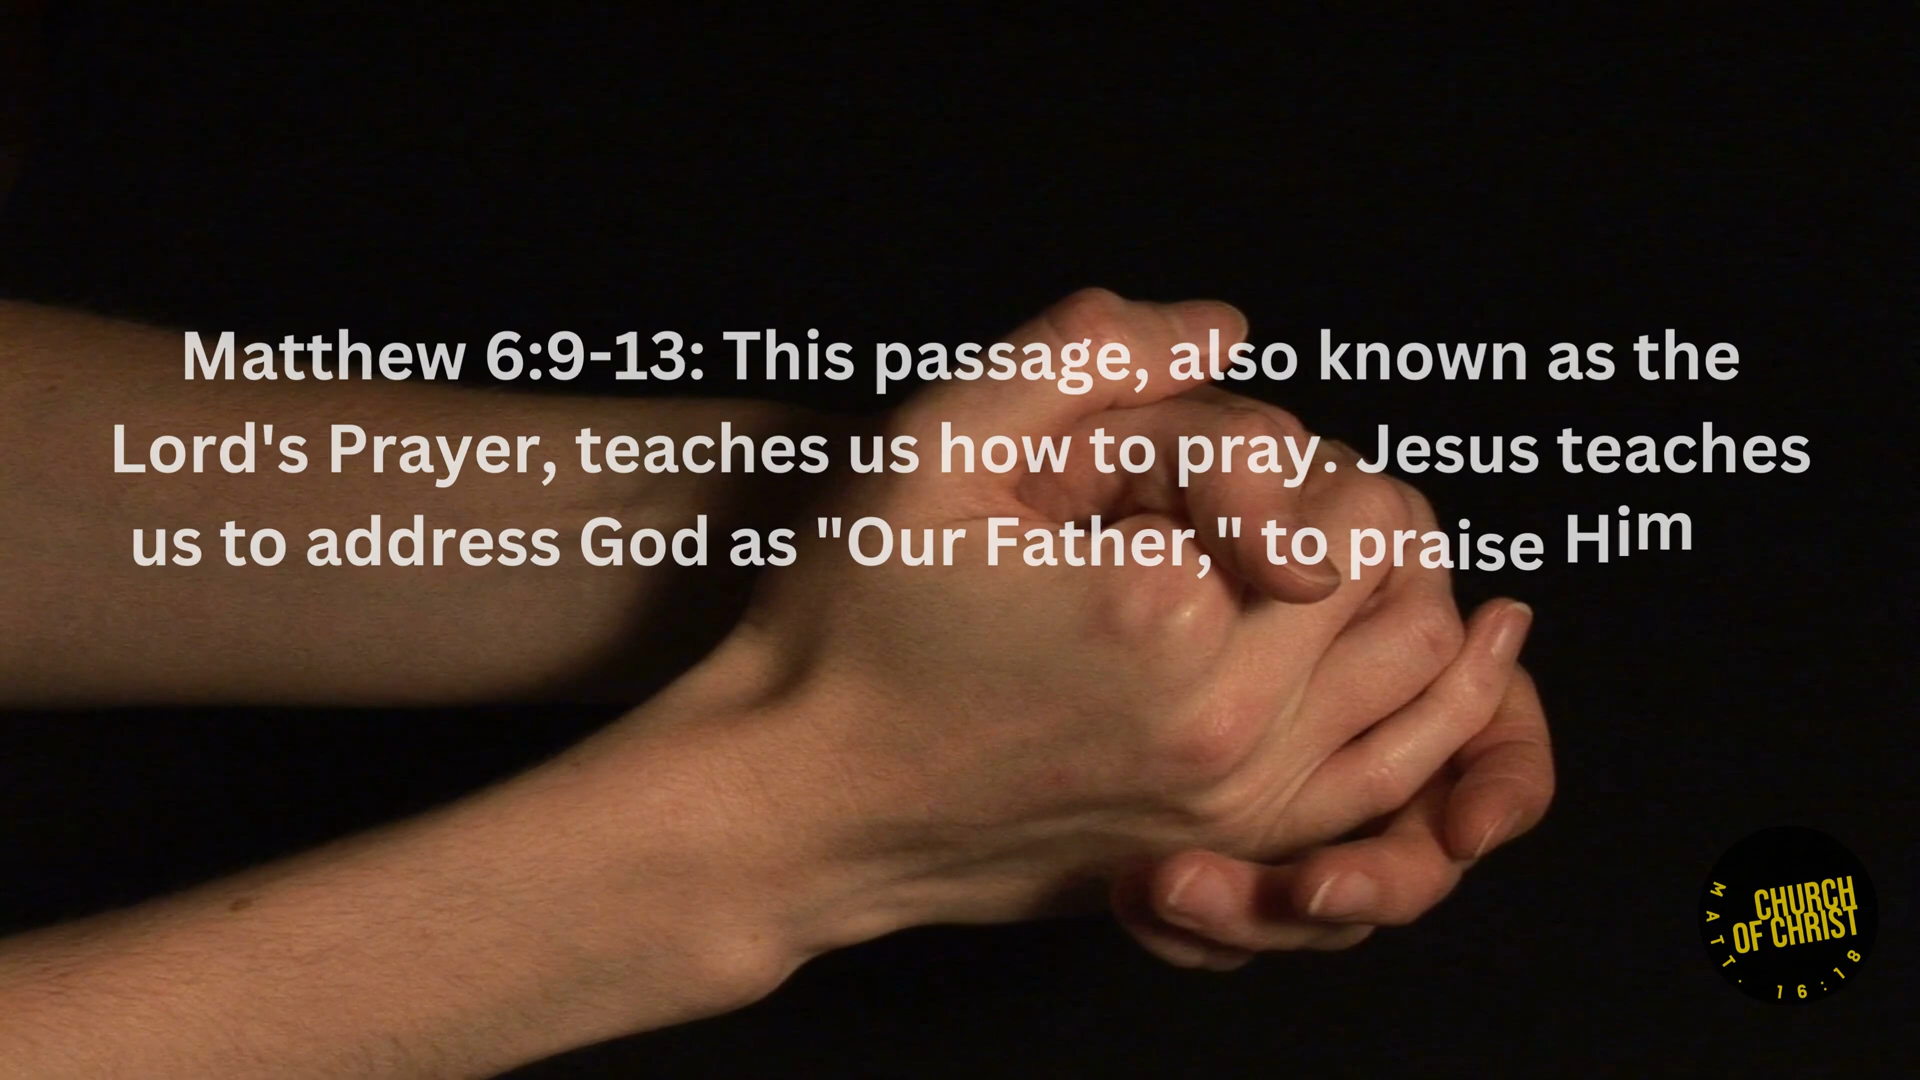 Matthew 6:9-13: This passage, also known as the
Lord's Prayer, teaches us how to pray. Jesus teaches
us to address God as "Our Father," to praise Him
CHURCH
OF CHRIST
MATT. 16:18